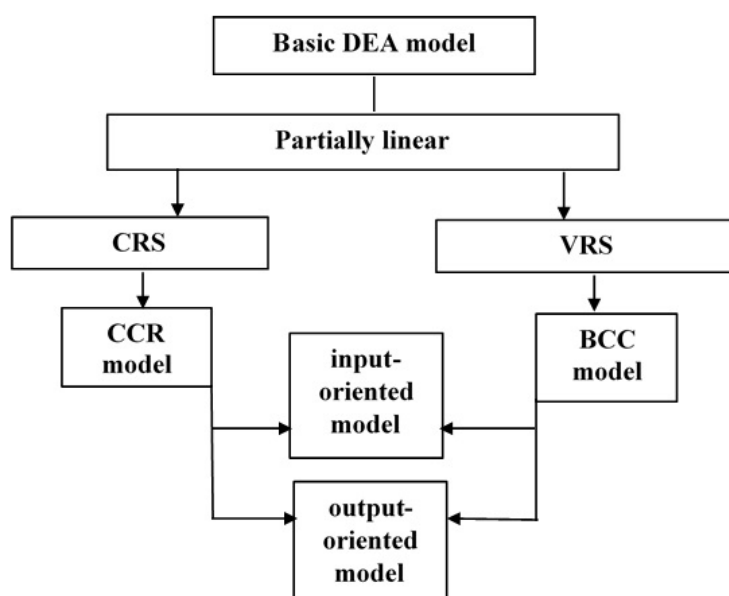 Basic DEA model
Partially linear
CRS
VRS
CCR
model
BCC
model
input-
oriented
model
output-
oriented
model